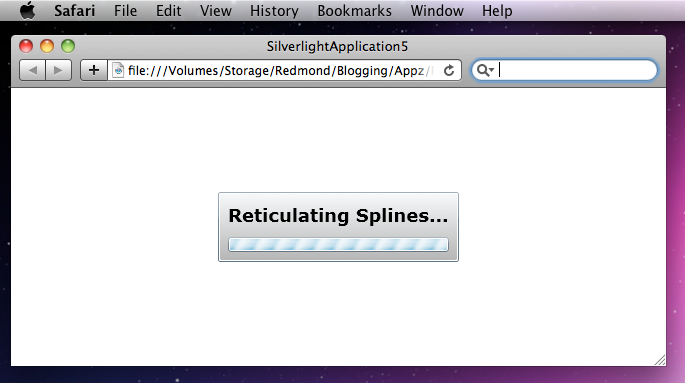 Safari File Edit View History Bookmarks Window Help
SilverlightApplication5
file:///Volumes/Storage/Redmond/Blogging/Appz/
Reticulating Splines...